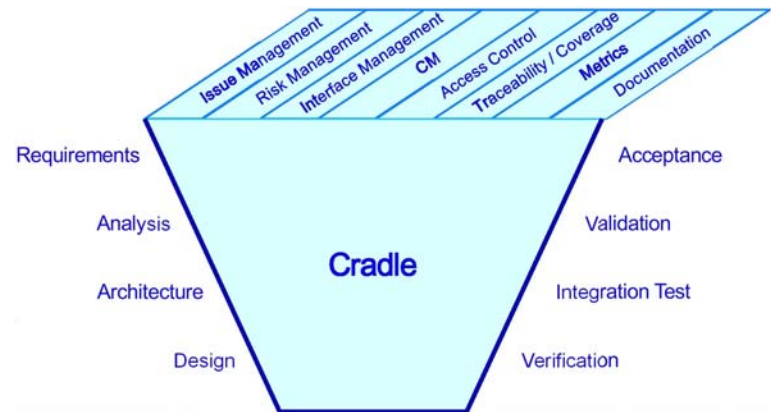 Issue Management
Risk Management
Interface Management
CM
Access Control
Traceability / Coverage
Metrics
Documentation
Requirements
Acceptance
Analysis
Validation
Cradle
Architecture
Integration Test
Design
Verification